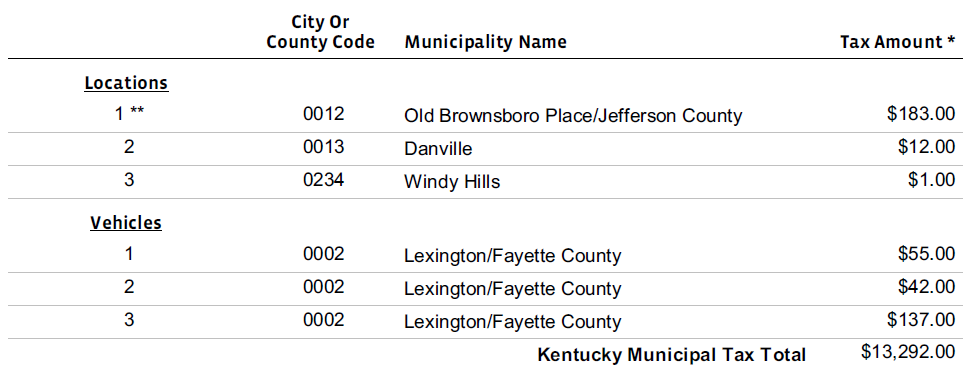 City Or
County Code Municipality Name Tax Amount *
Locations
1 ** 0012 Old Brownsboro Place/Jefferson County $183.00
2 0013 Danville $12.00
3 0234 Windy Hills $1.00
Vehicles
1 0002 Lexington/Fayette County $55.00
2 0002 Lexington/Fayette County $42.00
3 0002 Lexington/Fayette County $137.00
Kentucky Municipal Tax Total $13,292.00